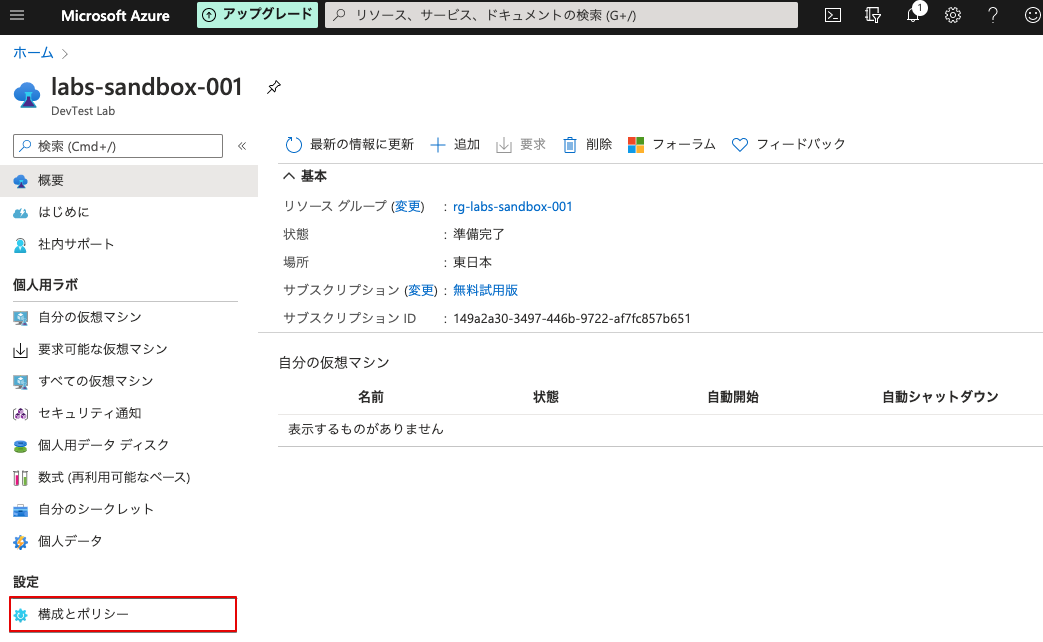 Microsoft Azure
アップグレード
リソース、サービス、ドキュメントの検索 (G+/)
1
ホーム
labs-sandbox-001
DevTest Lab
検索 (Cmd+/)
«
最新の情報に更新
追加
要求
削除
フォーラム
フィードバック
概要
はじめに
社内サポート
個人用ラボ
自分の仮想マシン
要求可能な仮想マシン
すべての仮想マシン
セキュリティ通知
個人用データ ディスク
数式 (再利用可能なベース)
自分のシークレット
個人データ
設定
構成とポリシー
基本
リソース グループ (変更) : rg-labs-sandbox-001
状態 : 準備完了
場所 : 東日本
サブスクリプション (変更) : 無料試用版
サブスクリプション ID : 149a2a30-3497-446b-9722-af7fc857b651
自分の仮想マシン
名前 状態 自動開始 自動シャットダウン
表示するものがありません